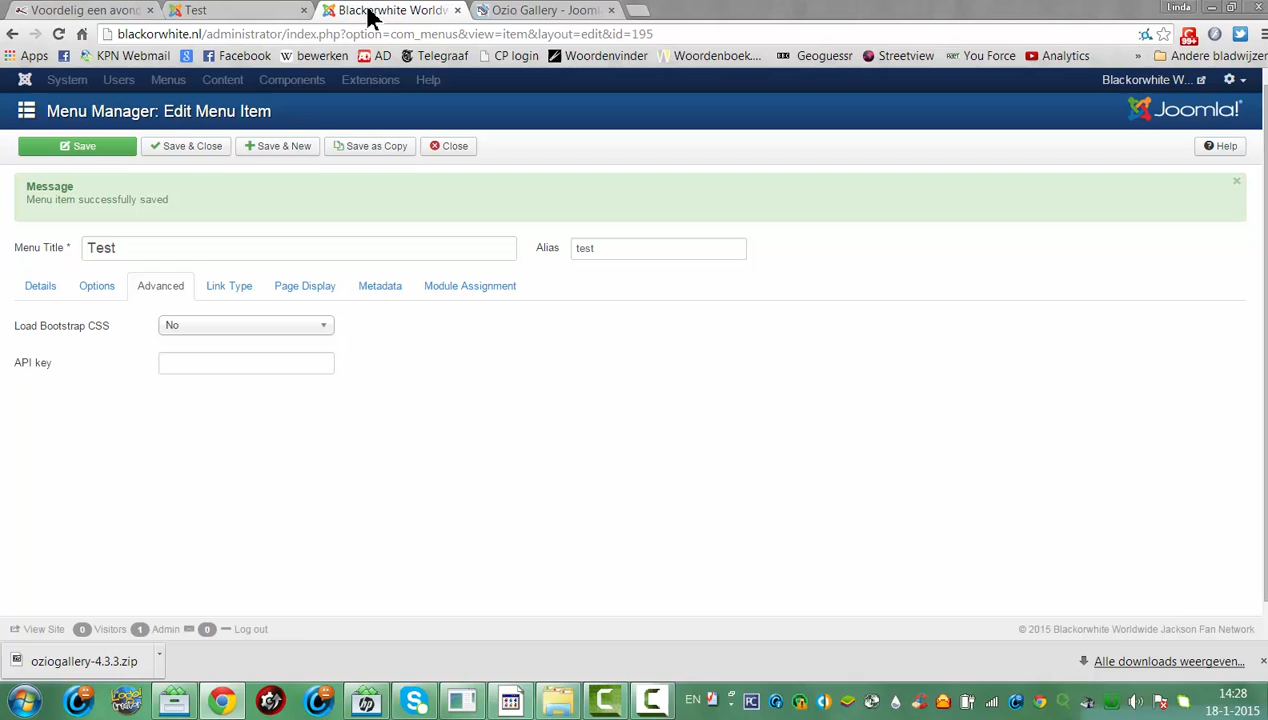 Voordelig een avond
Test
Blackorwhite Worldw
Ozio Gallery - Jooml
Linda
blackorwhite.nl/administrator/index.php?option=com_menus&view=item&layout=edit&id=195
99+
Apps KPN Webmail Facebook bewerken AD Telegraaf CP login Woordenvinder Woordenboek.... Geoguessr Streetview You Force Analytics » Andere bladwijzer
System Users Menus Content Components Extensions Help
Blackorwhite W...
Menu Manager: Edit Menu Item
Joomla!
Save Save & Close Save & New Save as Copy Close Help
Message
Menu item successfully saved
Menu Title * Test Alias test
Details Options Advanced Link Type Page Display Metadata Module Assignment
Load Bootstrap CSS No
API key
View Site 0 Visitors 1 Admin 0 Log out
© 2015 Blackorwhite Worldwide Jackson Fan Network
oziogallery-4.3.3.zip
Alle downloads weergeven...
EN
14:28
18-1-2015